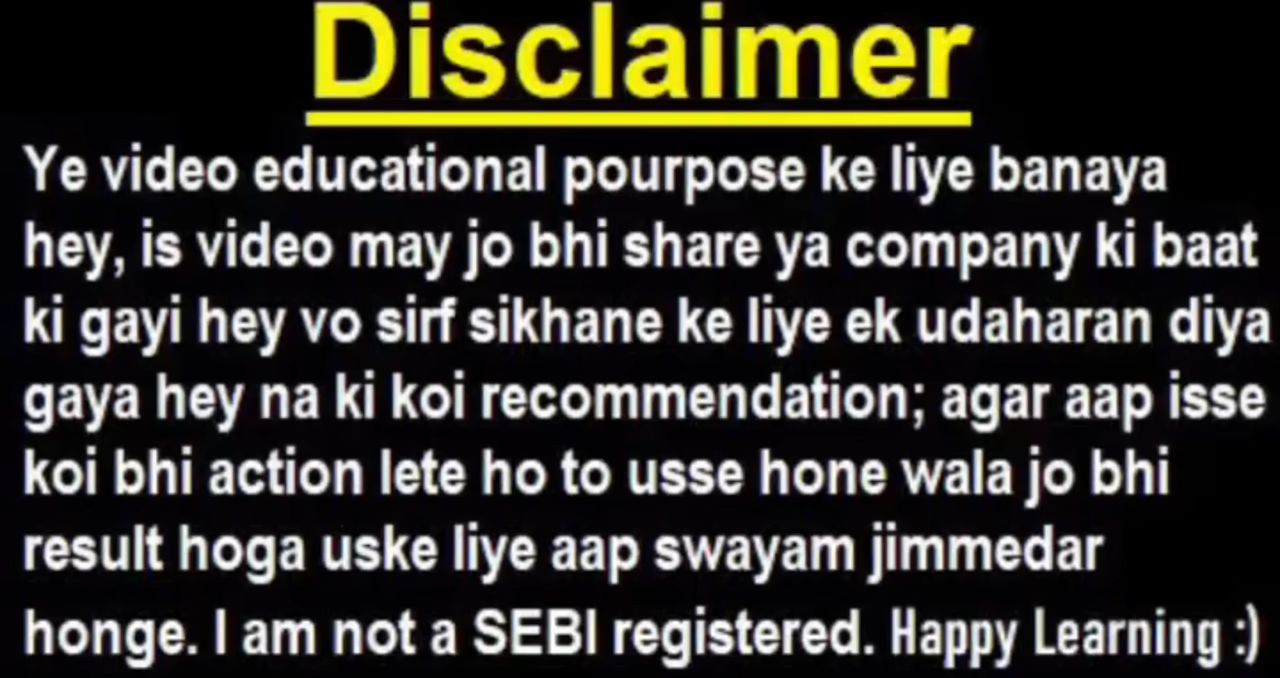 Disclaimer
Ye video educational pourpose ke liye banaya
hey, is video may jo bhi share ya company ki baat
ki gayi hey vo sirf sikhane ke liye ek udaharan diya
gaya hey na ki koi recommendation; agar aap isse
koi bhi action lete ho to usse hone wala jo bhi
result hoga uske liye aap swayam jimmedar
honge. I am not a SEBI registered. Happy Learning :)